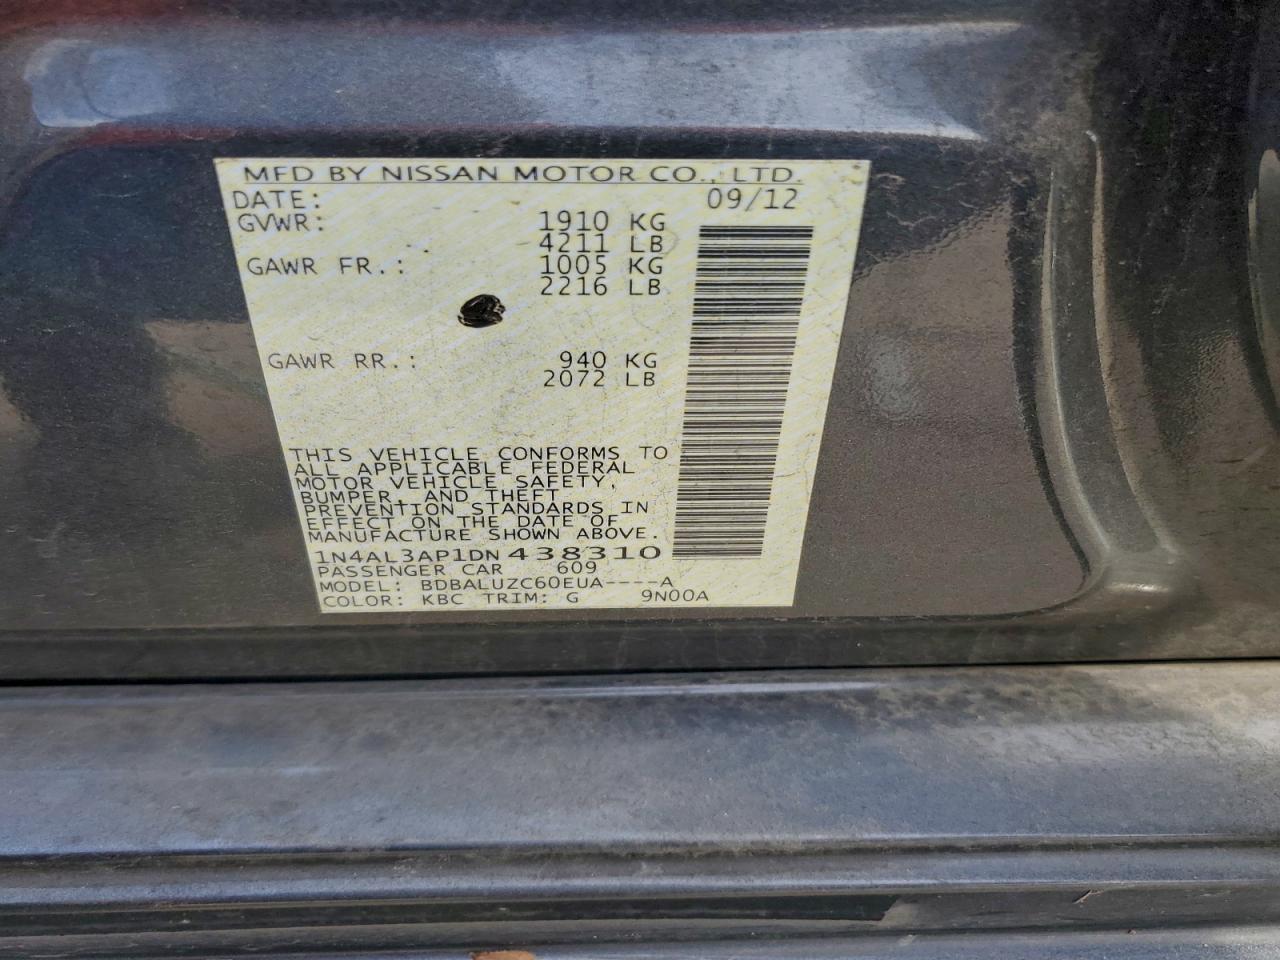 MFD BY NISSAN MOTOR CO., LTD.
DATE: 09/12
GVWR: 1910 KG
4211 LB
GAWR FR.: 1005 KG
2216 LB
GAWR RR.: 940 KG
2072 LB
THIS VEHICLE CONFORMS TO
ALL APPLICABLE FEDERAL
MOTOR VEHICLE SAFETY,
BUMPER, AND THEFT
PREVENTION STANDARDS IN
EFFECT ON THE DATE OF
MANUFACTURE SHOWN ABOVE.
1N4AL3AP1DN438310
PASSENGER CAR 609
MODEL: BDBALUZC60EUA----A
COLOR: KBC TRIM: G 9N00A